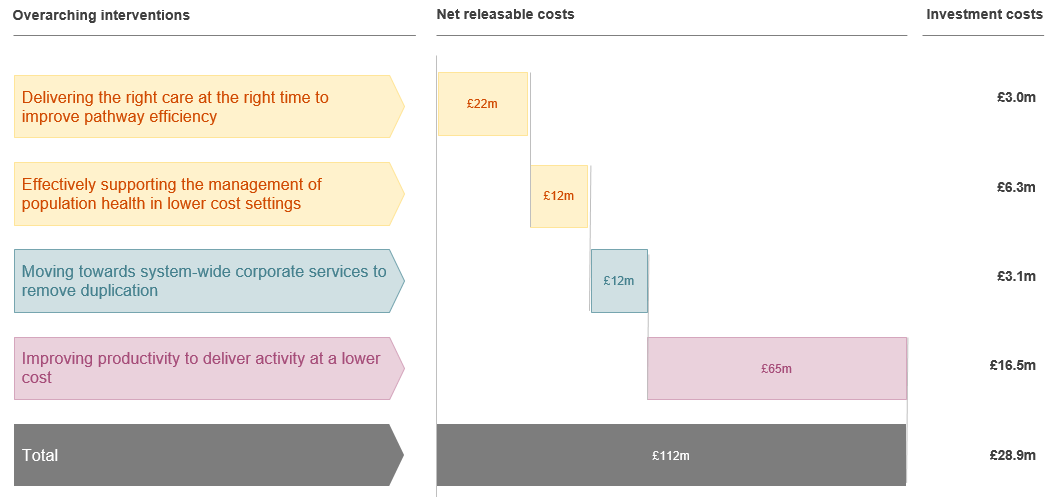 Overarching interventions
Net releasable costs
Investment costs
Delivering the right care at the right time to
improve pathway efficiency
£22m
£3.0m
Effectively supporting the management of
population health in lower cost settings
£12m
£6.3m
Moving towards system-wide corporate services to
remove duplication
£12m
£3.1m
Improving productivity to deliver activity at a lower
cost
£65m
£16.5m
Total
£112m
£28.9m